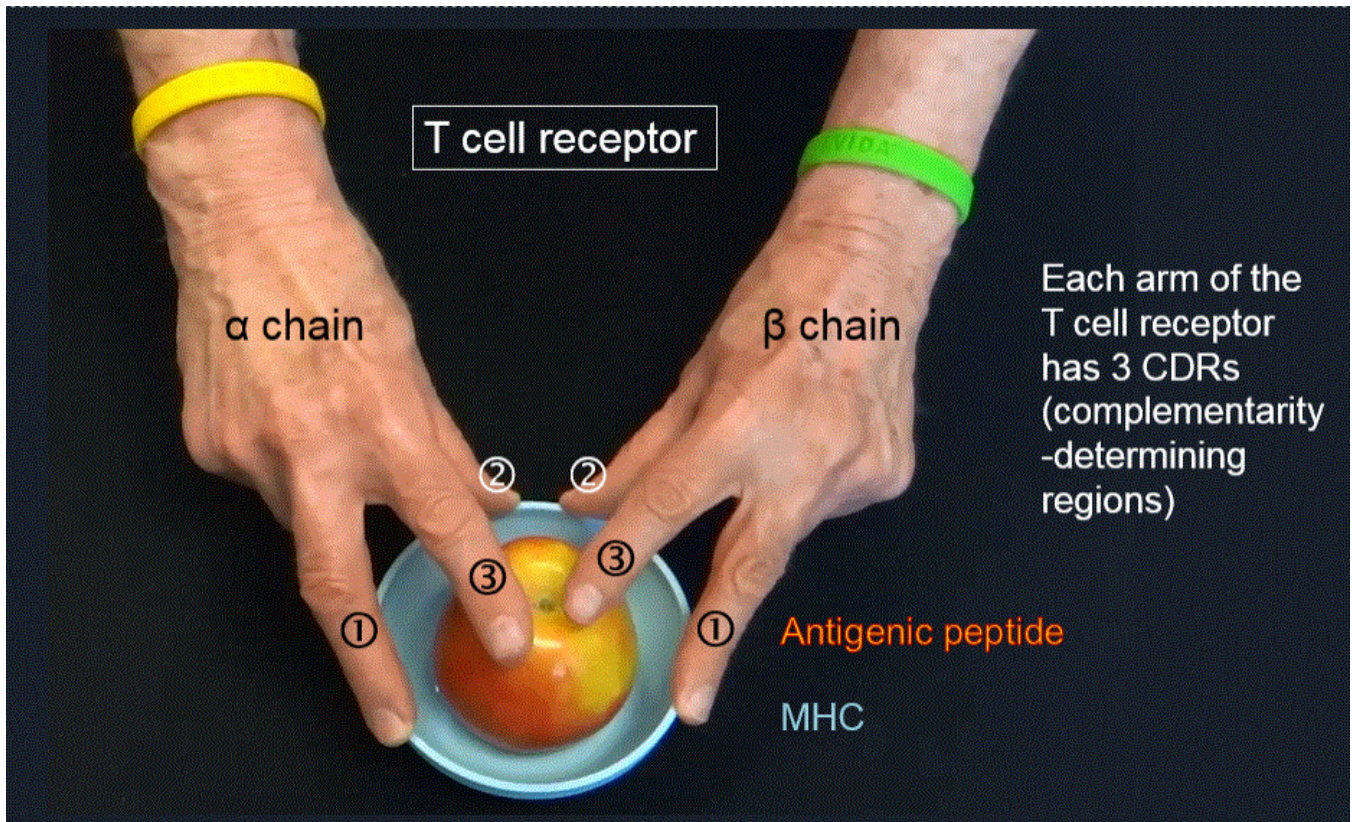 T cell receptor
VIDA
α chain
β chain
Each arm of the
T cell receptor
has 3 CDRs
(complementarity
-determining
regions)
② ②
③ ③
① ①
Antigenic peptide
MHC